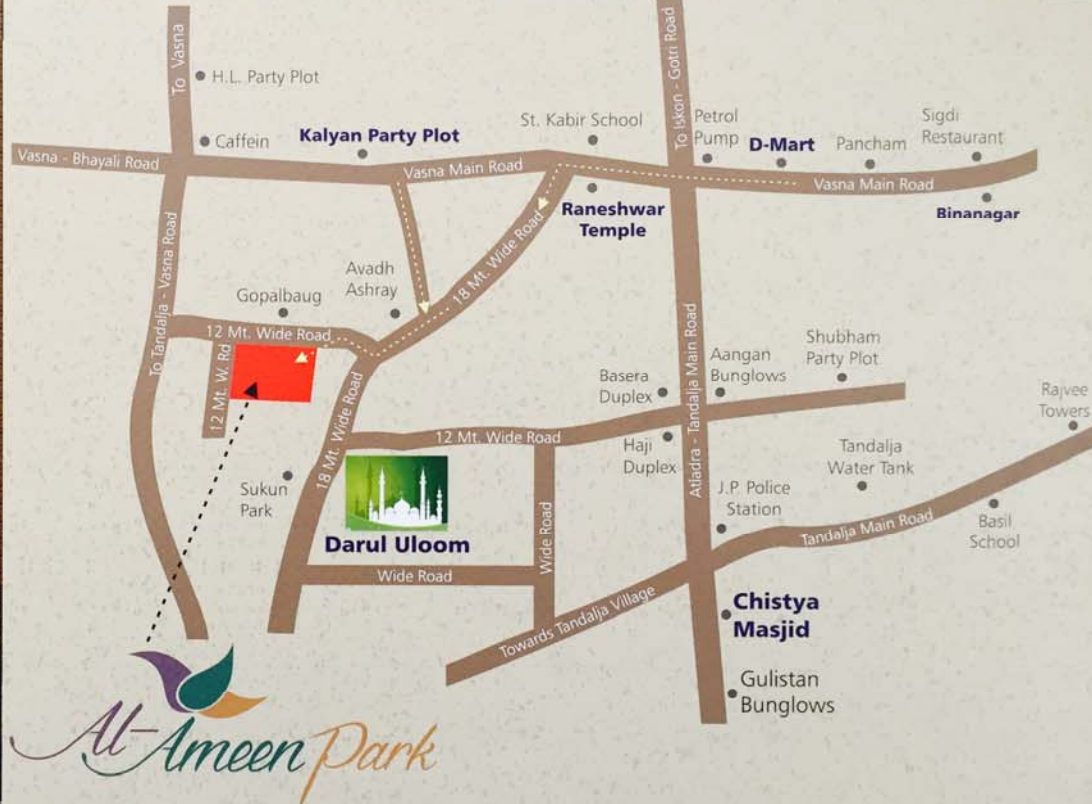 To Vasna
H.L. Party Plot
Caffein
Kalyan Party Plot
St. Kabir School
To Iskon - Gotri Road
Petrol
Pump
D-Mart
Pancham
Sigdi
Restaurant
Vasna - Bhayali Road
Vasna Main Road
Vasna Main Road
Raneshwar
Temple
Binanagar
To Tandalja - Vasna Road
18 Mt. Wide Road
Avadh
Ashray
Gopalbaug
12 Mt. Wide Road
12 Mt. W. Rd
18 Mt. Wide Road
Atladra - Tandalja Main Road
Basera
Duplex
Aangan
Bunglows
Shubham
Party Plot
Rajvee
Towers
12 Mt. Wide Road
Haji
Duplex
Tandalja
Water Tank
Sukun
Park
J.P. Police
Station
Darul Uloom
Wide Road
Tandalja Main Road
Basil
School
Wide Road
Towards Tandalja Village
Chistya
Masjid
Gulistan
Bunglows
Al-Ameen Park